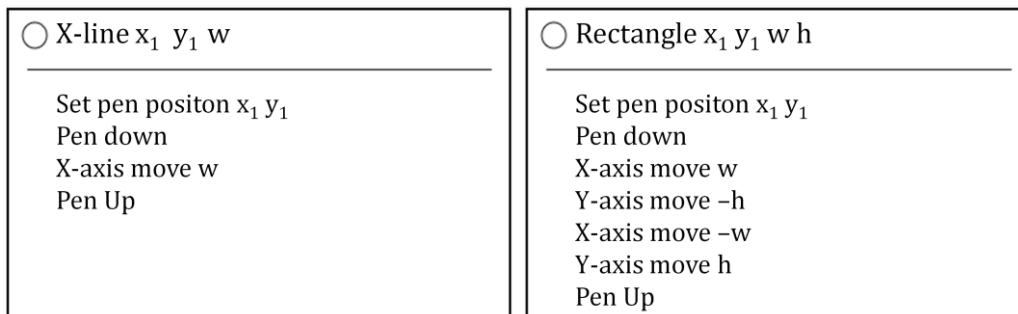 X-line x₁ y₁ w
Set pen positon x₁ y₁
Pen down
X-axis move w
Pen Up
Rectangle x₁ y₁ w h
Set pen positon x₁ y₁
Pen down
X-axis move w
Y-axis move –h
X-axis move –w
Y-axis move h
Pen Up